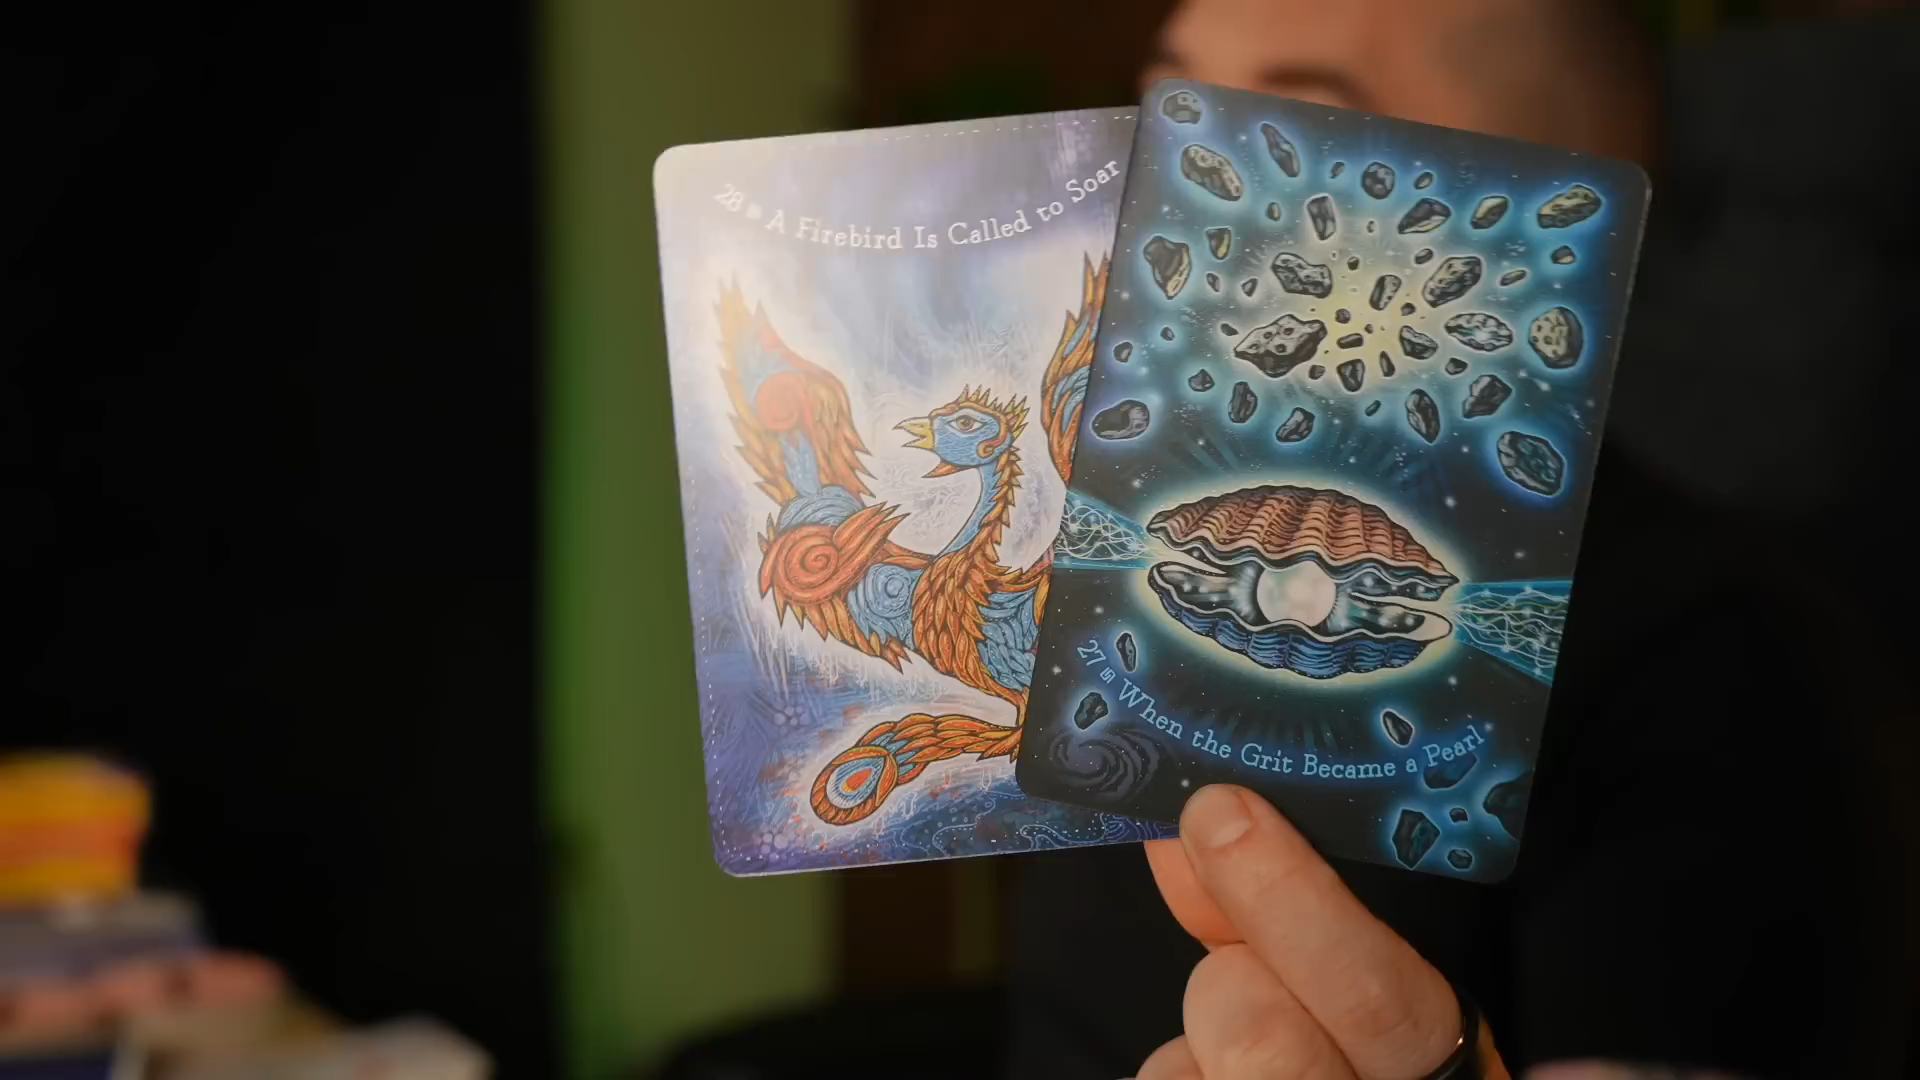 28 ≈ A Firebird Is Called to Soar
27 ≈ When the Grit Became a Pearl